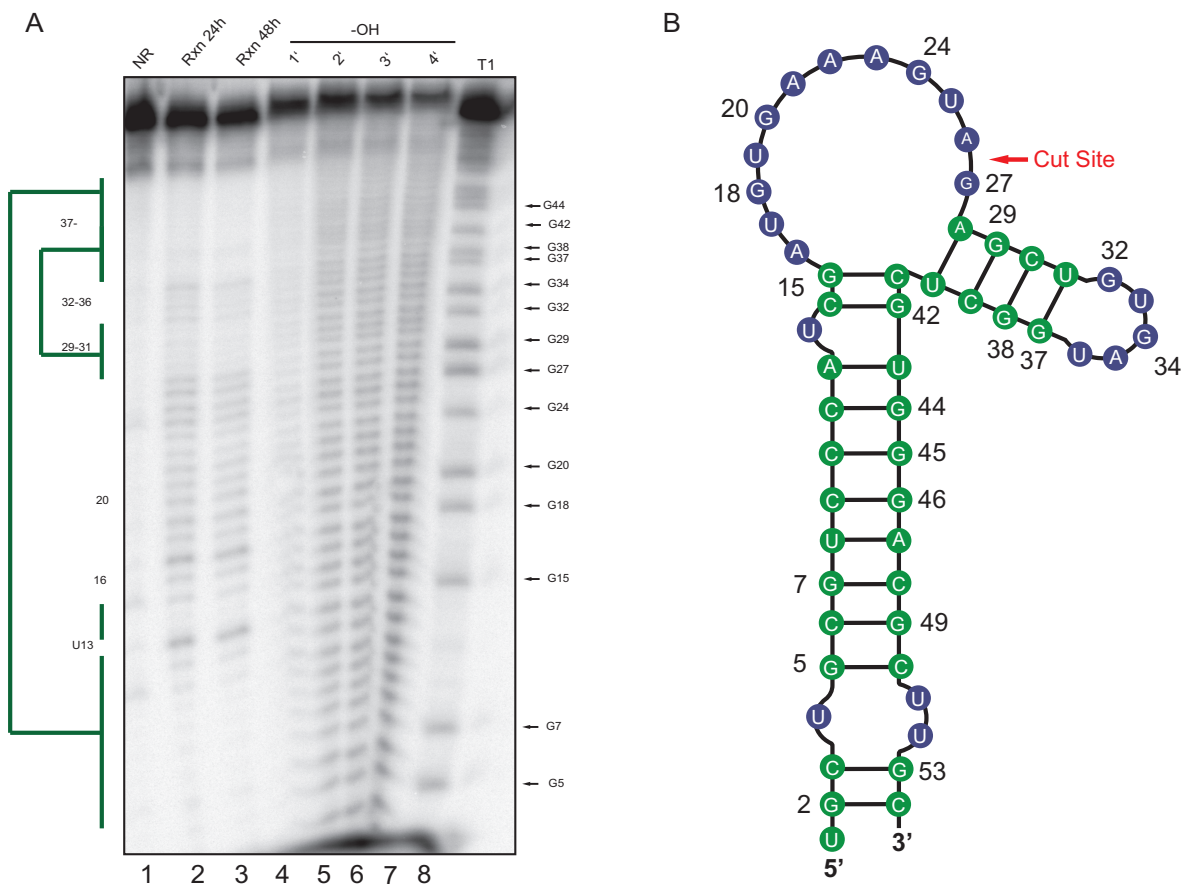 A
NR
Rxn 24h
Rxn 48h
-OH
1'
2'
3'
4'
T1
37-
32-36
29-31
20
16
U13
G44
G42
G38
G37
G34
G32
G29
G27
G24
G20
G18
G15
G7
G5
1 2 3 4 5 6 7 8
B
24
A A A G
20 G U
U A
Cut Site
18 G G 27
U A 29
A G C U G 32
G C U U
15 C G C G G G
42 38 37 U A 34
U
A U
C G 44
C G 45
C G 46
U A
7 G C
C G 49
5 G C
U U
U
C G 53
2 G C
U 3’
5’